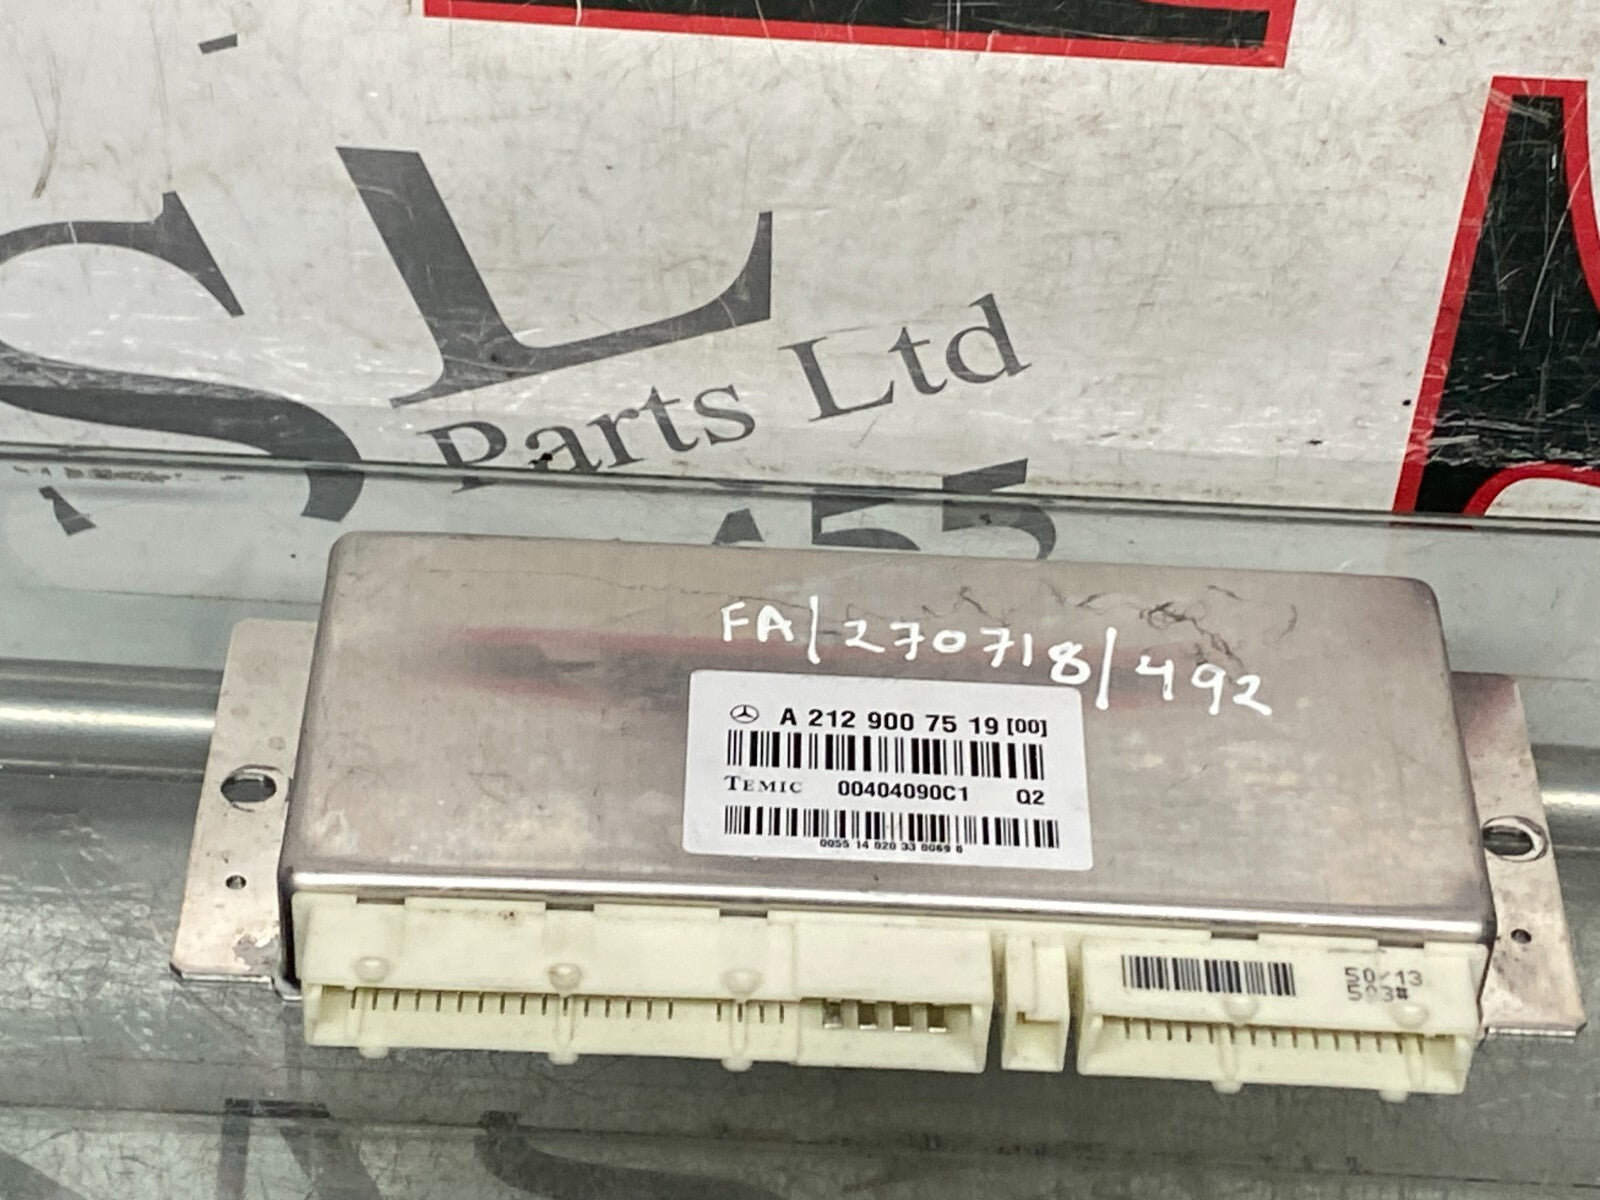 SL
Parts Ltd
455
FA/270718/492
A 212 900 75 19 [00]
TEMIC 00404090C1 Q2
0055 14 020 33 0069 6
50/13
503#